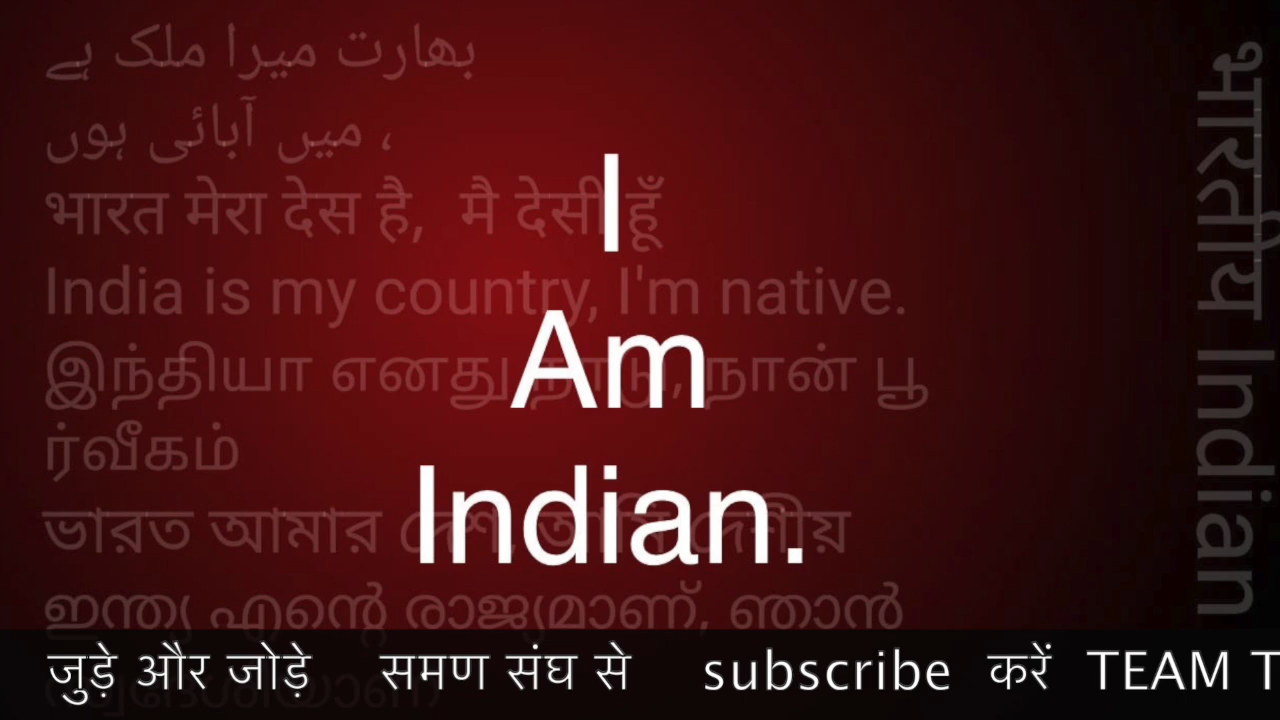 بھارت میرا ملک ہے
، میں آبائی ہوں
भारत मेरा देस है, मै देसी हूँ
India is my country, I'm native.
இந்தியா எனது நாடு, நான் பூ
ர்வீகம்
ভারত আমার দেশ, আমি দেশীয়
ഇന്ത്യ എന്റെ രാജ്യമാണ്, ഞാൻ
I
Am
Indian.
भारतीय Indian
जुड़े और जोड़े समण संघ से subscribe करें TEAM T